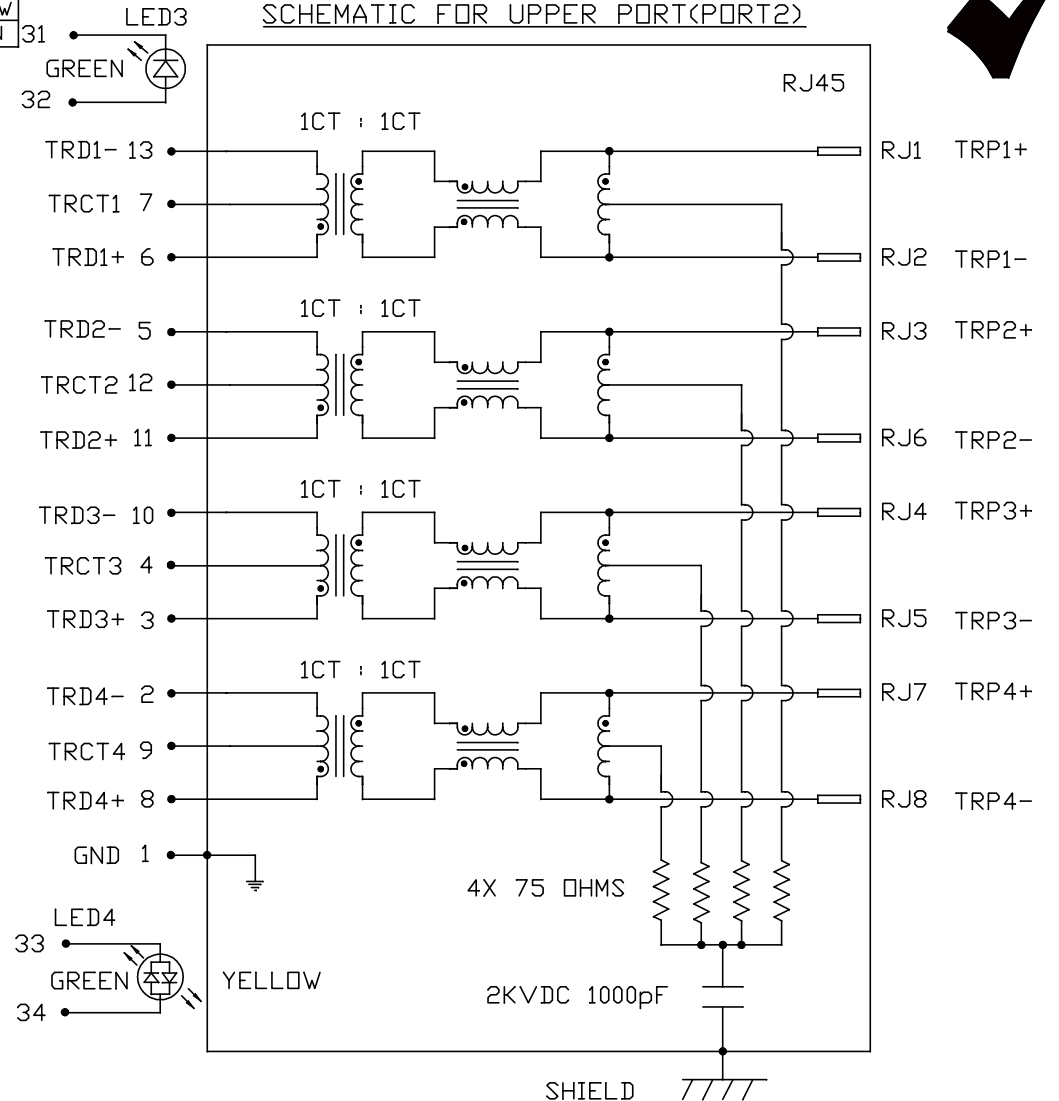 W
N
LED3
SCHEMATIC FOR UPPER PORT(PORT2)
31
GREEN
32
RJ45
1CT : 1CT
TRD1- 13
RJ1 TRP1+
TRCT1 7
TRD1+ 6
RJ2 TRP1-
1CT : 1CT
TRD2- 5
RJ3 TRP2+
TRCT2 12
TRD2+ 11
RJ6 TRP2-
1CT : 1CT
TRD3- 10
RJ4 TRP3+
TRCT3 4
TRD3+ 3
RJ5 TRP3-
1CT : 1CT
TRD4- 2
RJ7 TRP4+
TRCT4 9
TRD4+ 8
RJ8 TRP4-
GND 1
4X 75 OHMS
LED4
33
GREEN
YELLOW
34
2KVDC 1000pF
SHIELD